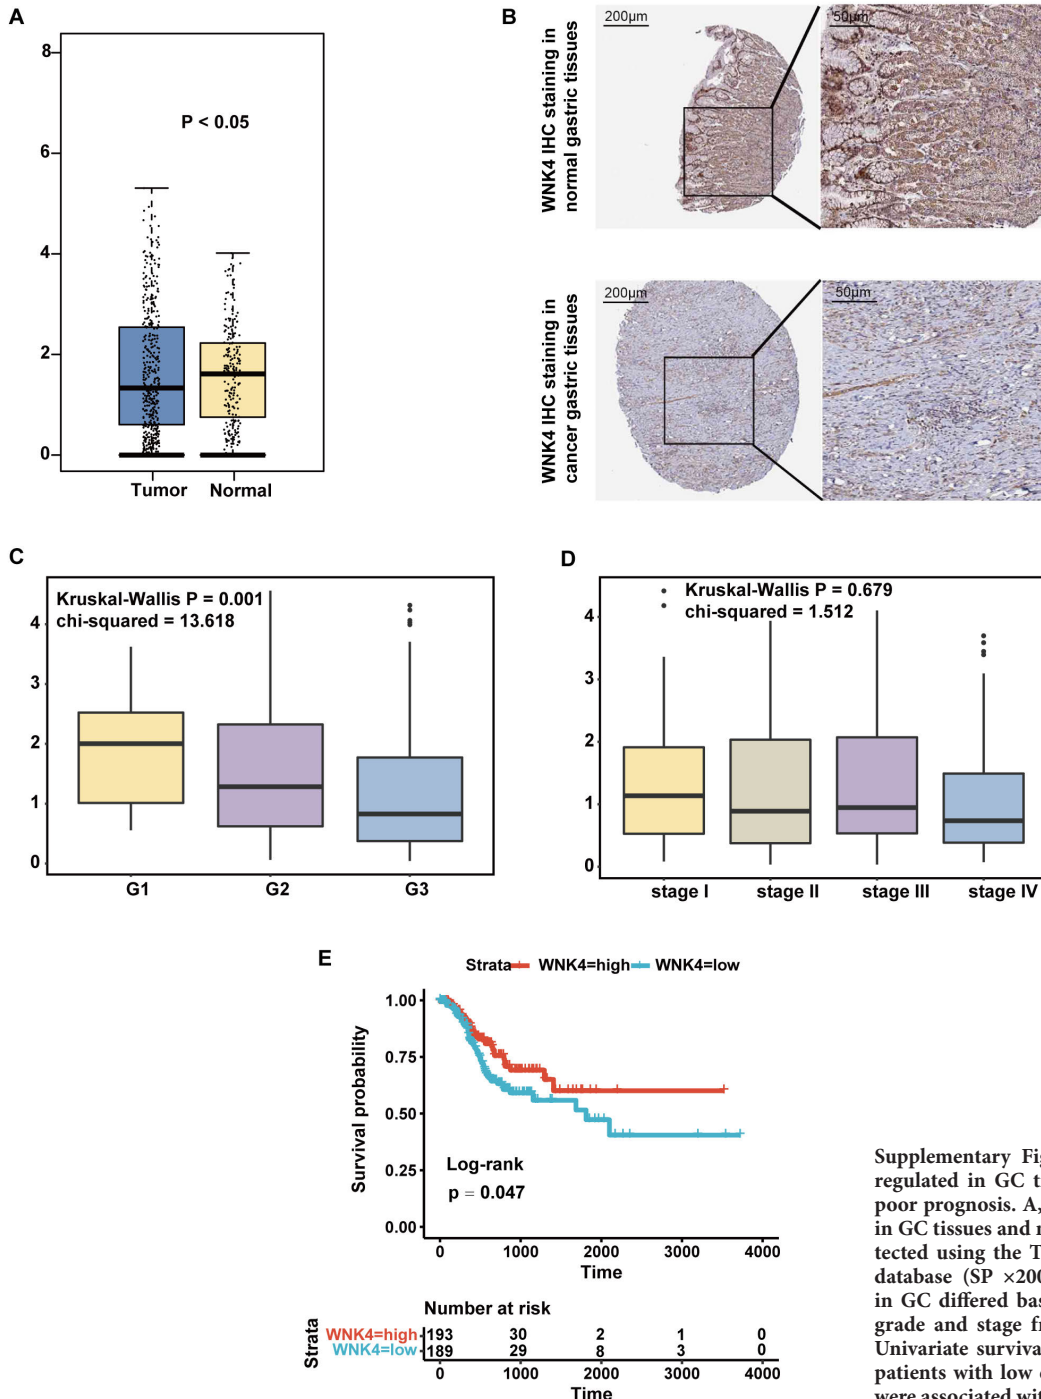 A
8
6
4
2
0
P < 0.05
Tumor Normal
B
WNK4 IHC staining in
normal gastric tissues
200μm
50μm
WNK4 IHC staining in
cancer gastric tissues
200μm
50μm
C
Kruskal-Wallis P = 0.001
chi-squared = 13.618
4
3
2
1
0
G1 G2 G3
D
Kruskal-Wallis P = 0.679
chi-squared = 1.512
4
3
2
1
0
stage I stage II stage III stage IV
E
Strata WNK4=high WNK4=low
Survival probability
1.00
0.75
0.50
0.25
0.00
Log-rank
p = 0.047
0 1000 2000 3000 4000
Time
Number at risk
Strata
WNK4=high 193 30 2 1 0
WNK4=low 189 29 8 3 0
0 1000 2000 3000 4000
Time
Supplementary Fig
regulated in GC t
poor prognosis. A,
in GC tissues and
tected using the T
database (SP ×200
in GC differed bas
grade and stage fr
Univariate surviva
patients with low
were associated wit